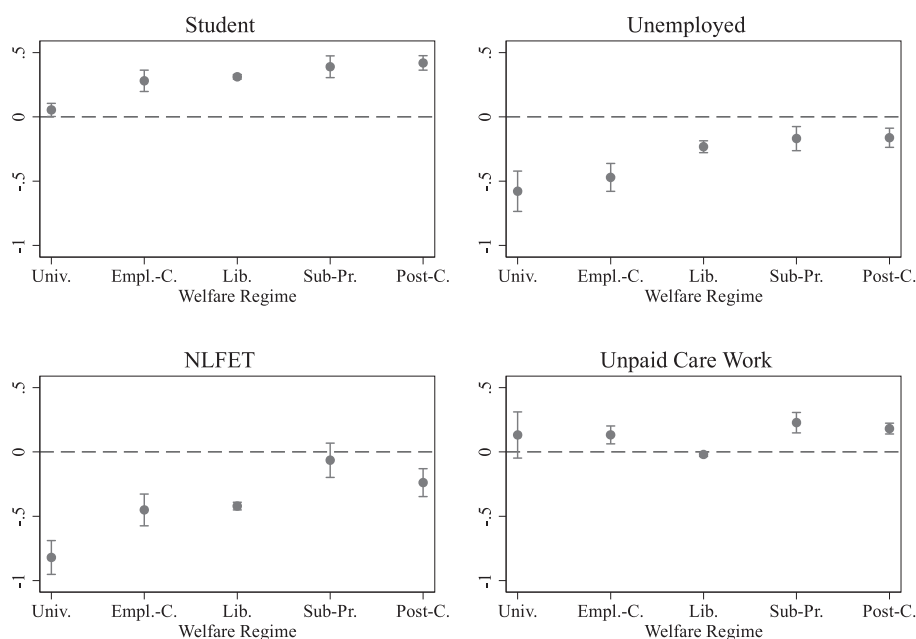 Student
.5
0
-.5
-1
Univ. Empl.-C. Lib. Sub-Pr. Post-C.
Welfare Regime
Unemployed
.5
0
-.5
-1
Univ. Empl.-C. Lib. Sub-Pr. Post-C.
Welfare Regime
NLFET
.5
0
-.5
-1
Univ. Empl.-C. Lib. Sub-Pr. Post-C.
Welfare Regime
Unpaid Care Work
.5
0
-.5
-1
Univ. Empl.-C. Lib. Sub-Pr. Post-C.
Welfare Regime